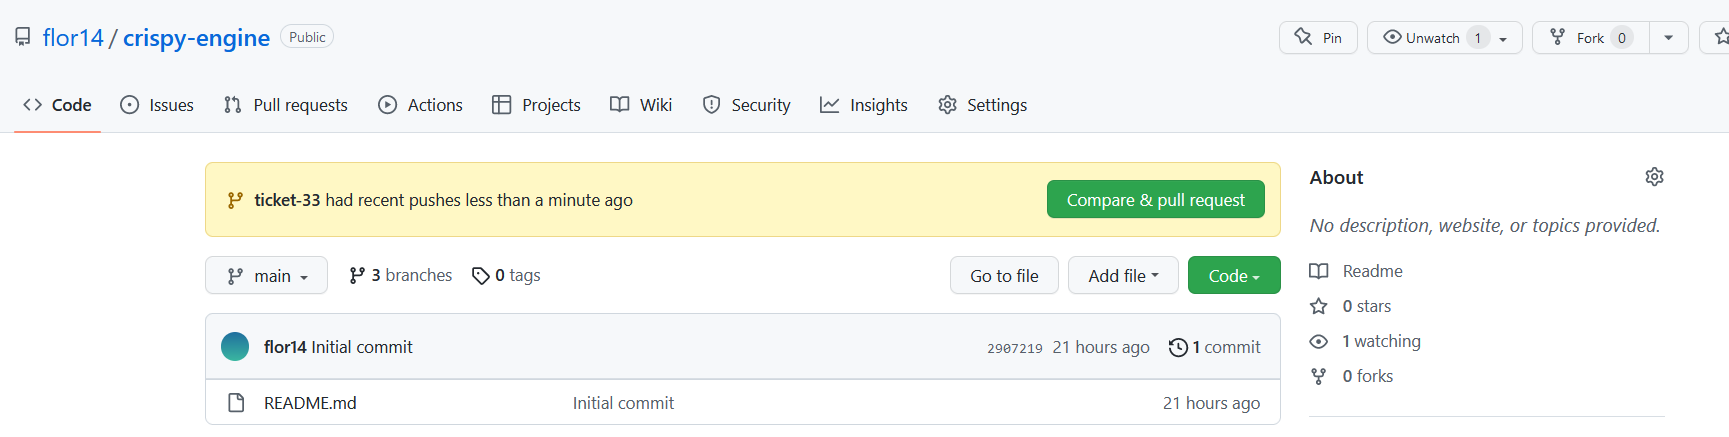 flor14 / crispy-engine Public
Pin
Unwatch 1
Fork 0
Code Issues Pull requests Actions Projects Wiki Security Insights Settings
ticket-33 had recent pushes less than a minute ago
Compare & pull request
main 3 branches 0 tags
Go to file Add file Code
flor14 Initial commit 2907219 21 hours ago 1 commit
README.md Initial commit 21 hours ago
About
No description, website, or topics provided.
Readme
0 stars
1 watching
0 forks